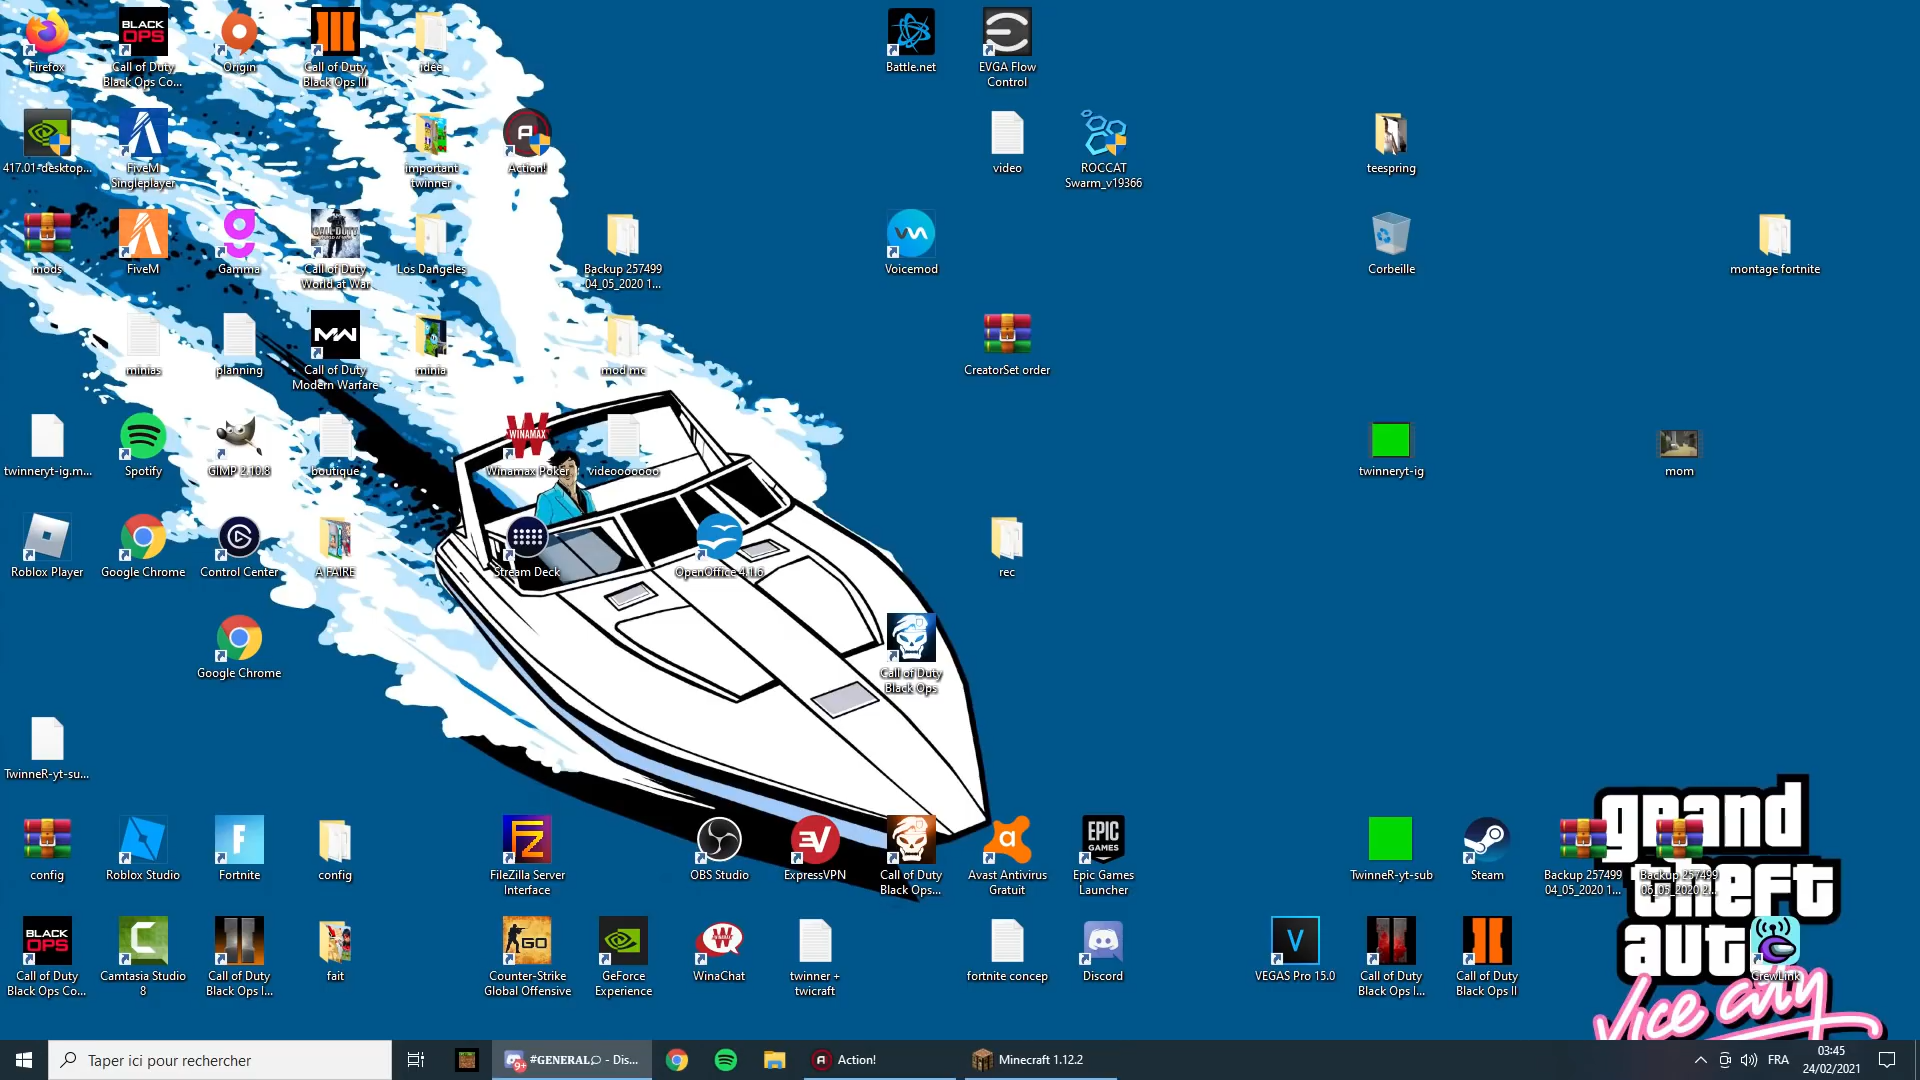 Firefox
Call of Duty
Black Ops Co...
Origin
Call of Duty
Black Ops III
idée
Battle.net
EVGA Flow
Control
417.01-desktop...
FiveM
Singleplayer
important
twinner
Action!
video
ROCCAT
Swarm_v19366
teespring
mods
FiveM
Gamma
Call of Duty
World at War
Los Dangeles
Backup 257499
04_05_2020 1...
Voicemod
Corbeille
montage fortnite
minias
planning
Call of Duty
Modern Warfare
minia
mod mc
CreatorSet order
twinneryt-ig.m...
Spotify
GIMP 2.10.8
boutique
WINAMAX
Winamax Poker
videooooooo
twinneryt-ig
mom
Roblox Player
Google Chrome
Control Center
A FAIRE
Stream Deck
OpenOffice 4.1.6
rec
Google Chrome
Call of Duty
Black Ops
TwinneR-yt-su...
config
Roblox Studio
Fortnite
config
FileZilla Server
Interface
OBS Studio
ExpressVPN
Call of Duty
Black Ops...
Avast Antivirus
Gratuit
Epic Games
Launcher
TwinneR-yt-sub
Steam
Backup 257499
04_05_2020 1...
Backup 257499
06_05_2020 2...
grand
theft
auto
vice city
Call of Duty
Black Ops Co...
Camtasia Studio
8
Call of Duty
Black Ops I...
fait
Counter-Strike
Global Offensive
GeForce
Experience
WinaChat
twinner +
twicraft
fortnite concep
Discord
VEGAS Pro 15.0
Call of Duty
Black Ops I...
Call of Duty
Black Ops II
CrewLink
Taper ici pour rechercher
9+
#GENERAL - Dis...
Action!
Minecraft 1.12.2
FRA
03:45
24/02/2021